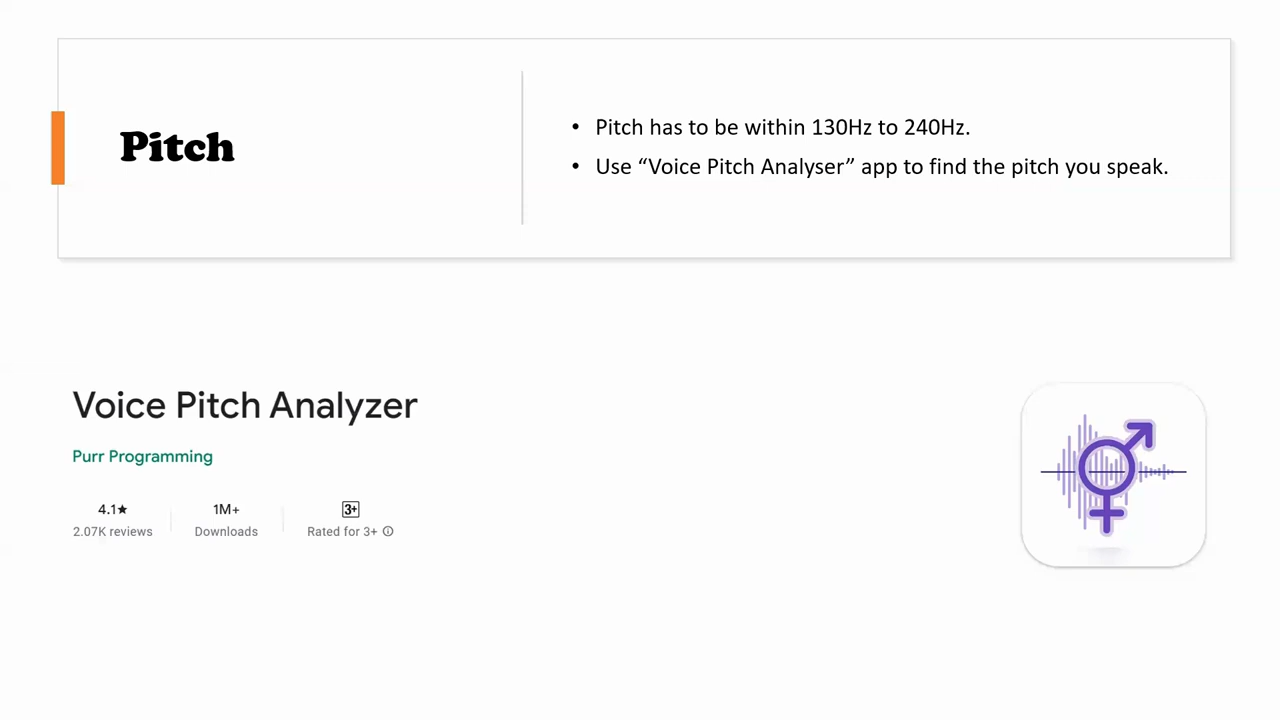 Pitch
• Pitch has to be within 130Hz to 240Hz.
• Use “Voice Pitch Analyser” app to find the pitch you speak.
Voice Pitch Analyzer
Purr Programming
4.1★ 1M+ 3+
2.07K reviews Downloads Rated for 3+ ⓘ